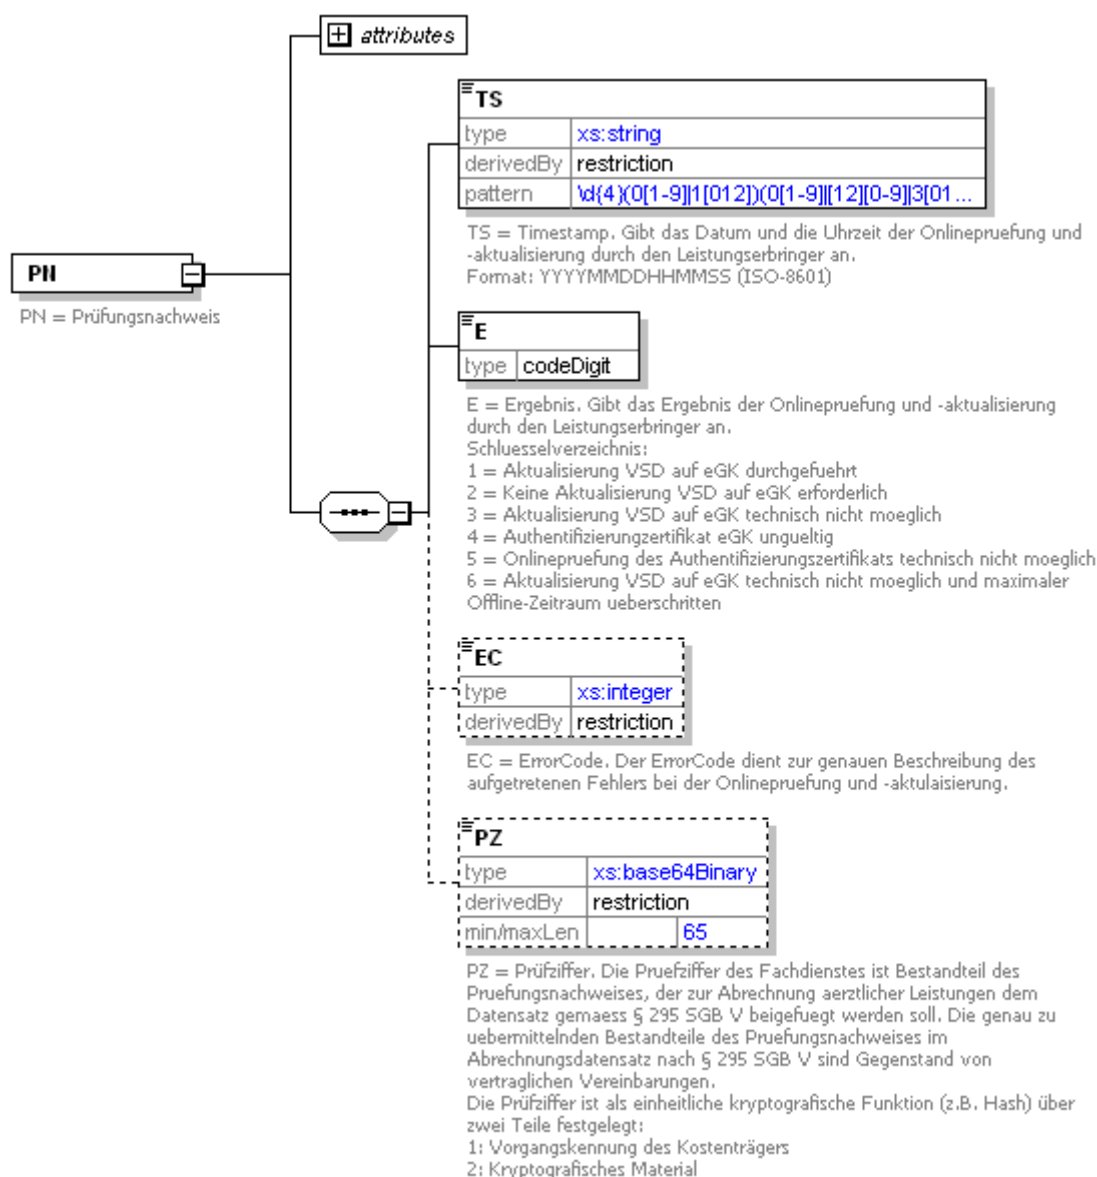 attributes
TS
type xs:string
derivedBy restriction
pattern \d{4}(0[1-9]|1[012])(0[1-9]|[12][0-9]|3[01...
TS = Timestamp. Gibt das Datum und die Uhrzeit der Onlinepruefung und
-aktualisierung durch den Leistungserbringer an.
Format: YYYYMMDDHHMMSS (ISO-8601)
PN
PN = Prüfungsnachweis
E
type codeDigit
E = Ergebnis. Gibt das Ergebnis der Onlinepruefung und -aktualisierung
durch den Leistungserbringer an.
Schluesselverzeichnis:
1 = Aktualisierung VSD auf eGK durchgefuehrt
2 = Keine Aktualisierung VSD auf eGK erforderlich
3 = Aktualisierung VSD auf eGK technisch nicht moeglich
4 = Authentifizierungzertifikat eGK ungueltig
5 = Onlinepruefung des Authentifizierungszertifikats technisch nicht moeglich
6 = Aktualisierung VSD auf eGK technisch nicht moeglich und maximaler
Offline-Zeitraum ueberschritten
EC
type xs:integer
derivedBy restriction
EC = ErrorCode. Der ErrorCode dient zur genauen Beschreibung des
aufgetretenen Fehlers bei der Onlinepruefung und -aktulaisierung.
PZ
type xs:base64Binary
derivedBy restriction
min/maxLen 65
PZ = Prüfziffer. Die Pruefziffer des Fachdienstes ist Bestandteil des
Pruefungsnachweises, der zur Abrechnung aerztlicher Leistungen dem
Datensatz gemaess § 295 SGB V beigefuegt werden soll. Die genau zu
uebermittelnden Bestandteile des Pruefungsnachweises im
Abrechnungsdatensatz nach § 295 SGB V sind Gegenstand von
vertraglichen Vereinbarungen.
Die Prüfziffer ist als einheitliche kryptografische Funktion (z.B. Hash) über
zwei Teile festgelegt:
1: Vorgangskennung des Kostenträgers
2: Kryptografisches Material